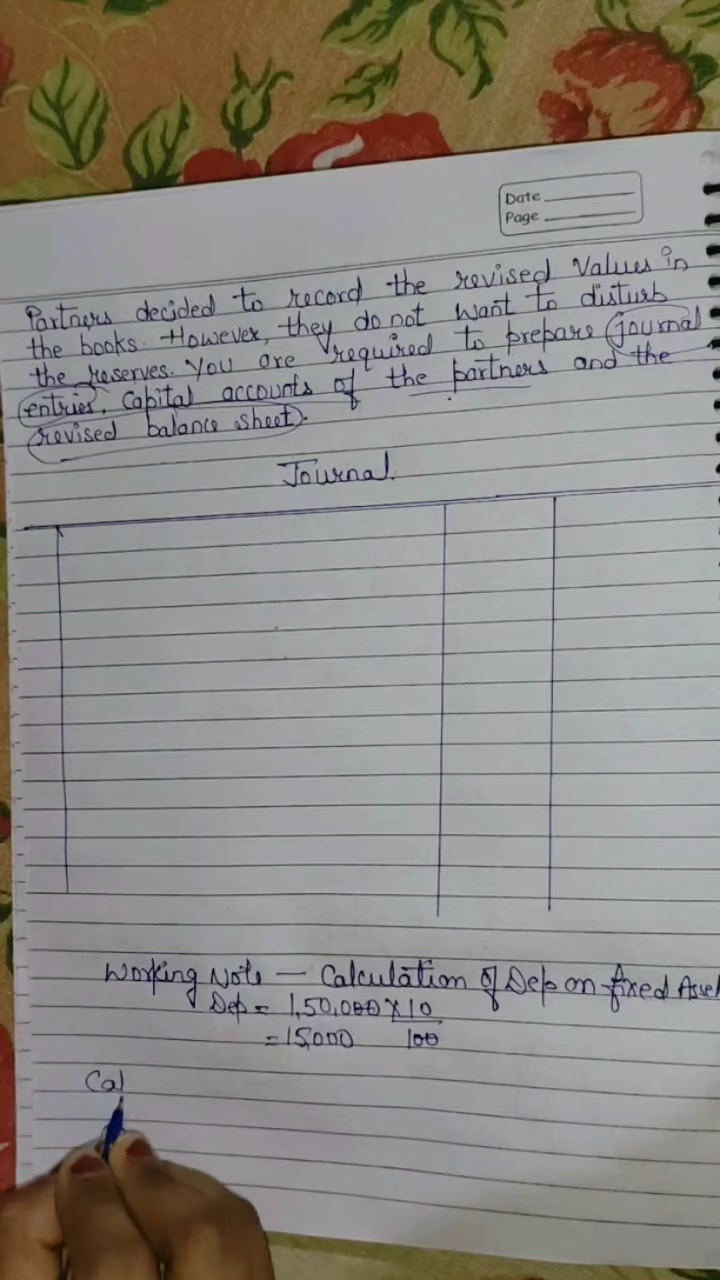 Date
Page
Partners decided to record the revised values in
the books. However, they do not want to disturb
the reserves. You are required to prepare journal
entries, capital accounts of the partners and the
revised balance sheet.
Journal
Working Note — Calculation of Dep on fixed Asset
Dep = 1,50,000 × 10
= 15,000 100
Cal